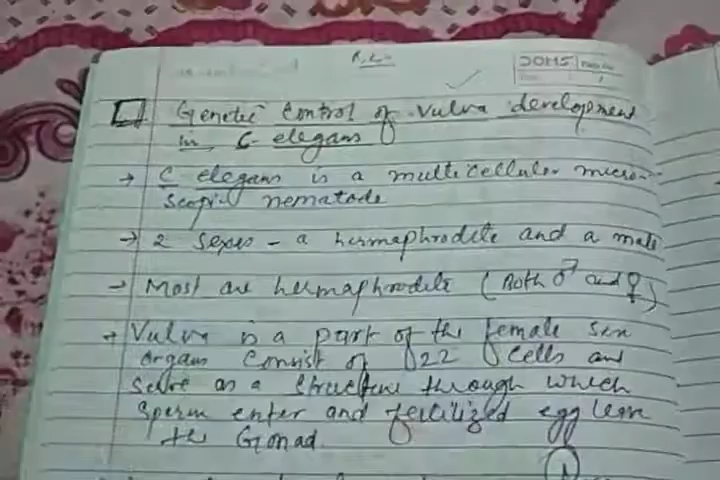 DOMS
Genetic control of vulva development
in C-elegans
→ C elegans is a multicellular micro-
scopic nematode
→ 2 sexes - a hermaphrodite and a male
→ Most are hermaphrodite (Both ♂ and ♀)
→ Vulva is a part of the female sex
organs consist of 22 cells and
serve as a structure through which
sperm enter and fertilized egg leave
the Gonad.